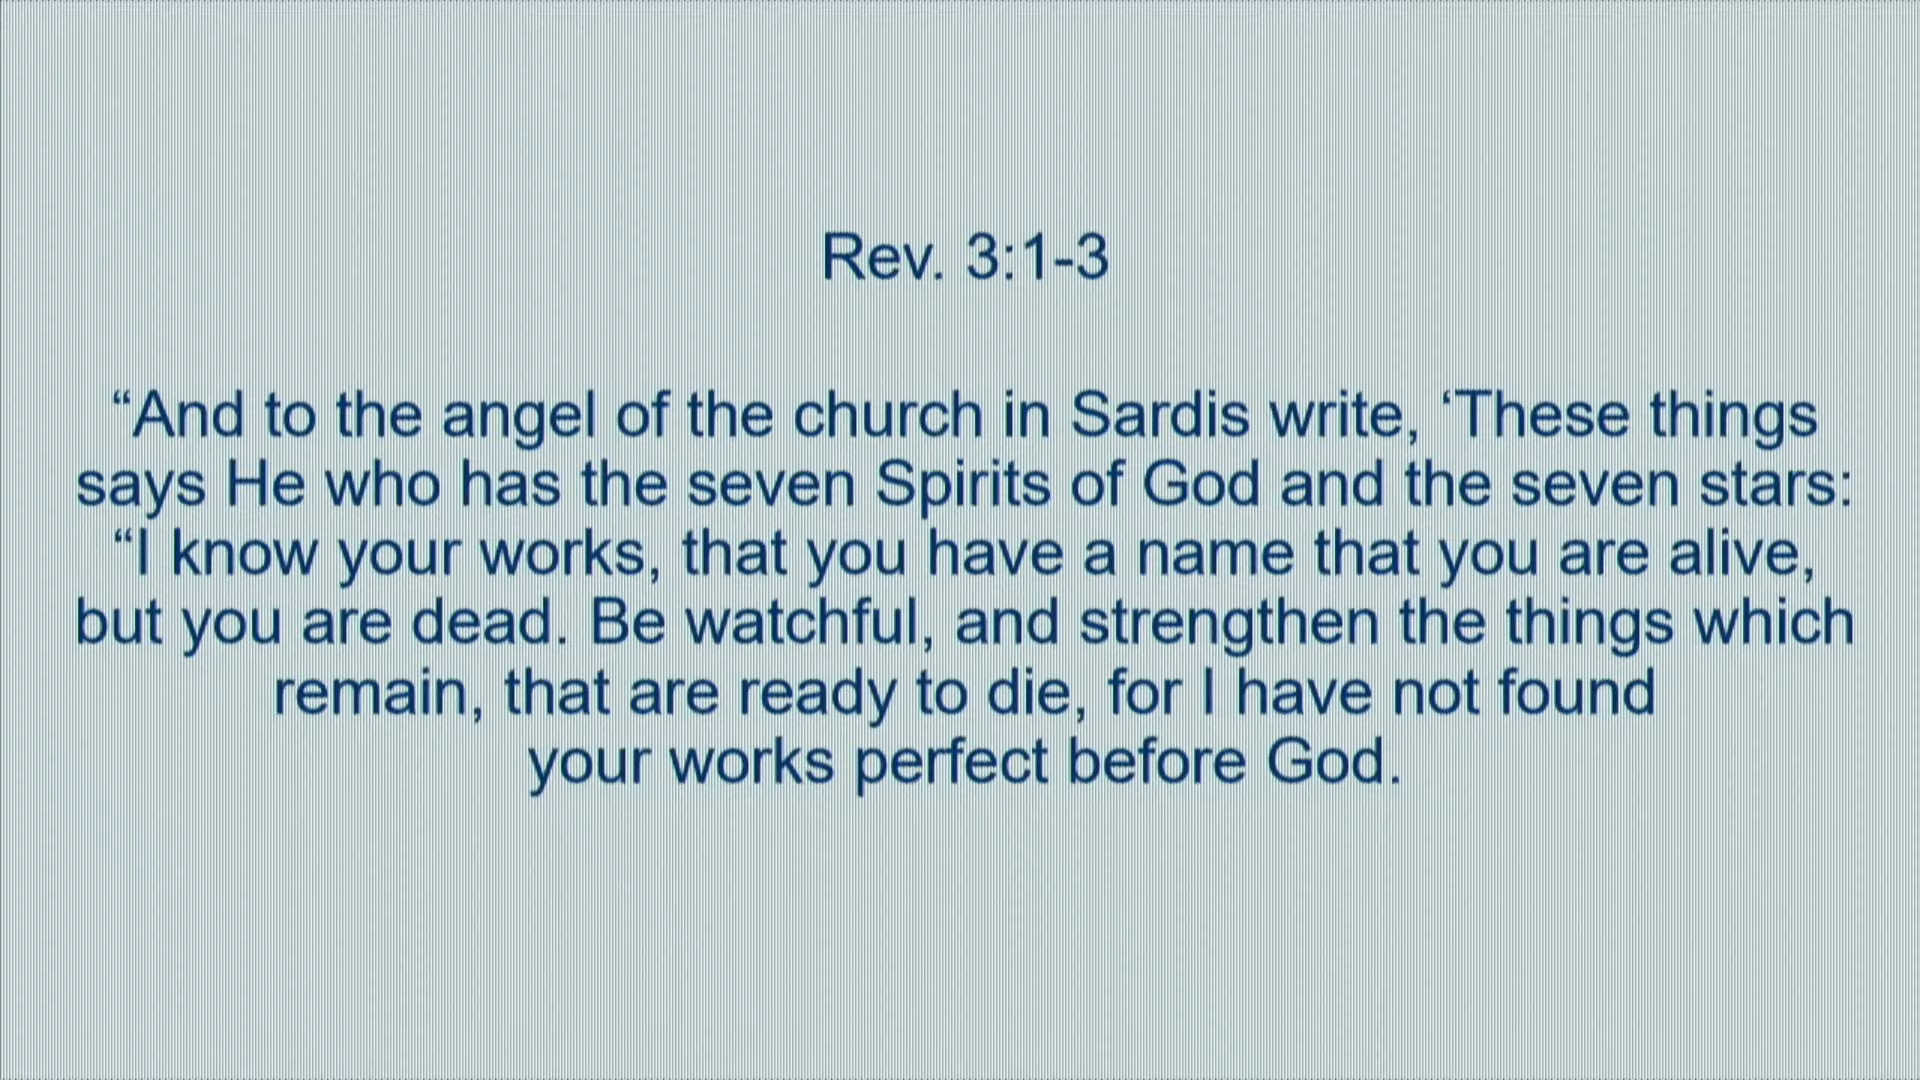 Rev. 3:1-3
“And to the angel of the church in Sardis write, ‘These things
says He who has the seven Spirits of God and the seven stars:
“I know your works, that you have a name that you are alive,
but you are dead. Be watchful, and strengthen the things which
remain, that are ready to die, for I have not found
your works perfect before God.